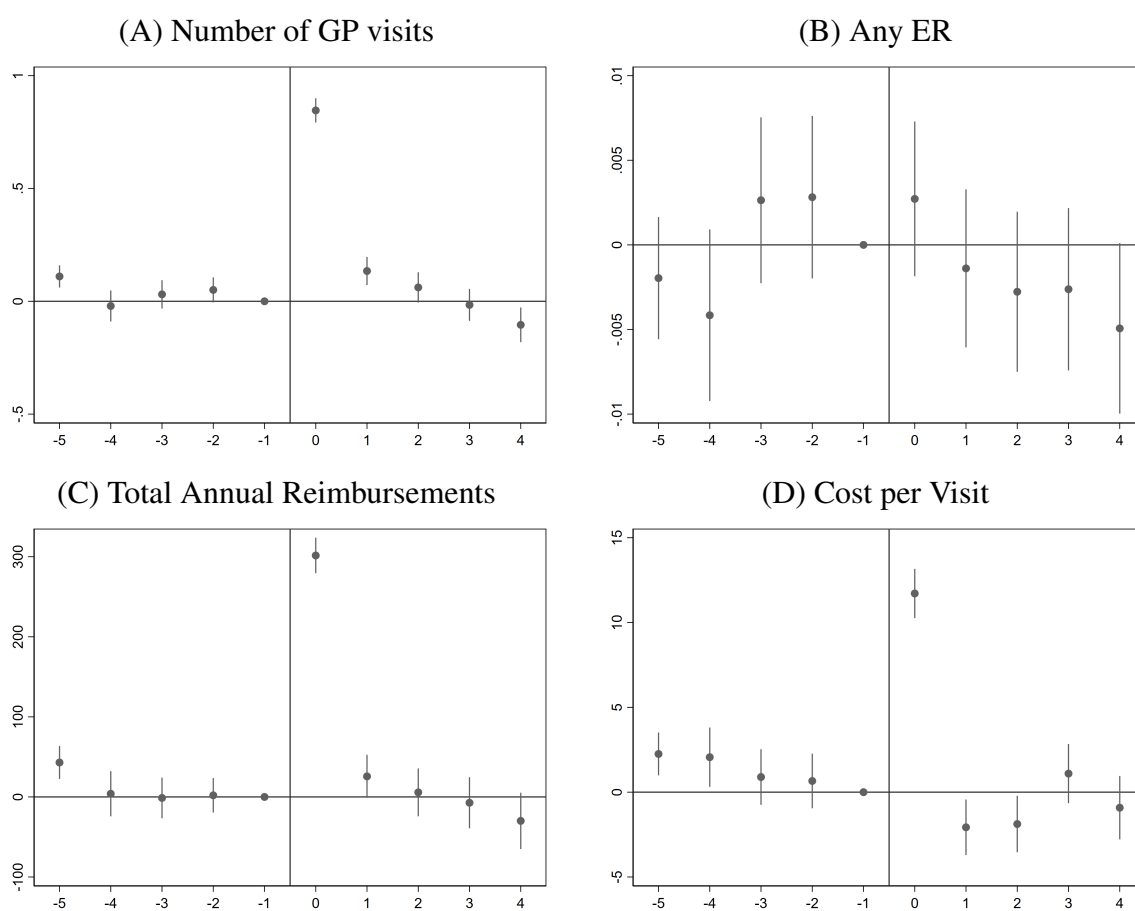 (A) Number of GP visits
1
.5
0
-.5
-5 -4 -3 -2 -1 0 1 2 3 4
(B) Any ER
.01
.005
0
-.005
-.01
-5 -4 -3 -2 -1 0 1 2 3 4
(C) Total Annual Reimbursements
300
200
100
0
-100
-5 -4 -3 -2 -1 0 1 2 3 4
(D) Cost per Visit
15
10
5
0
-5
-5 -4 -3 -2 -1 0 1 2 3 4